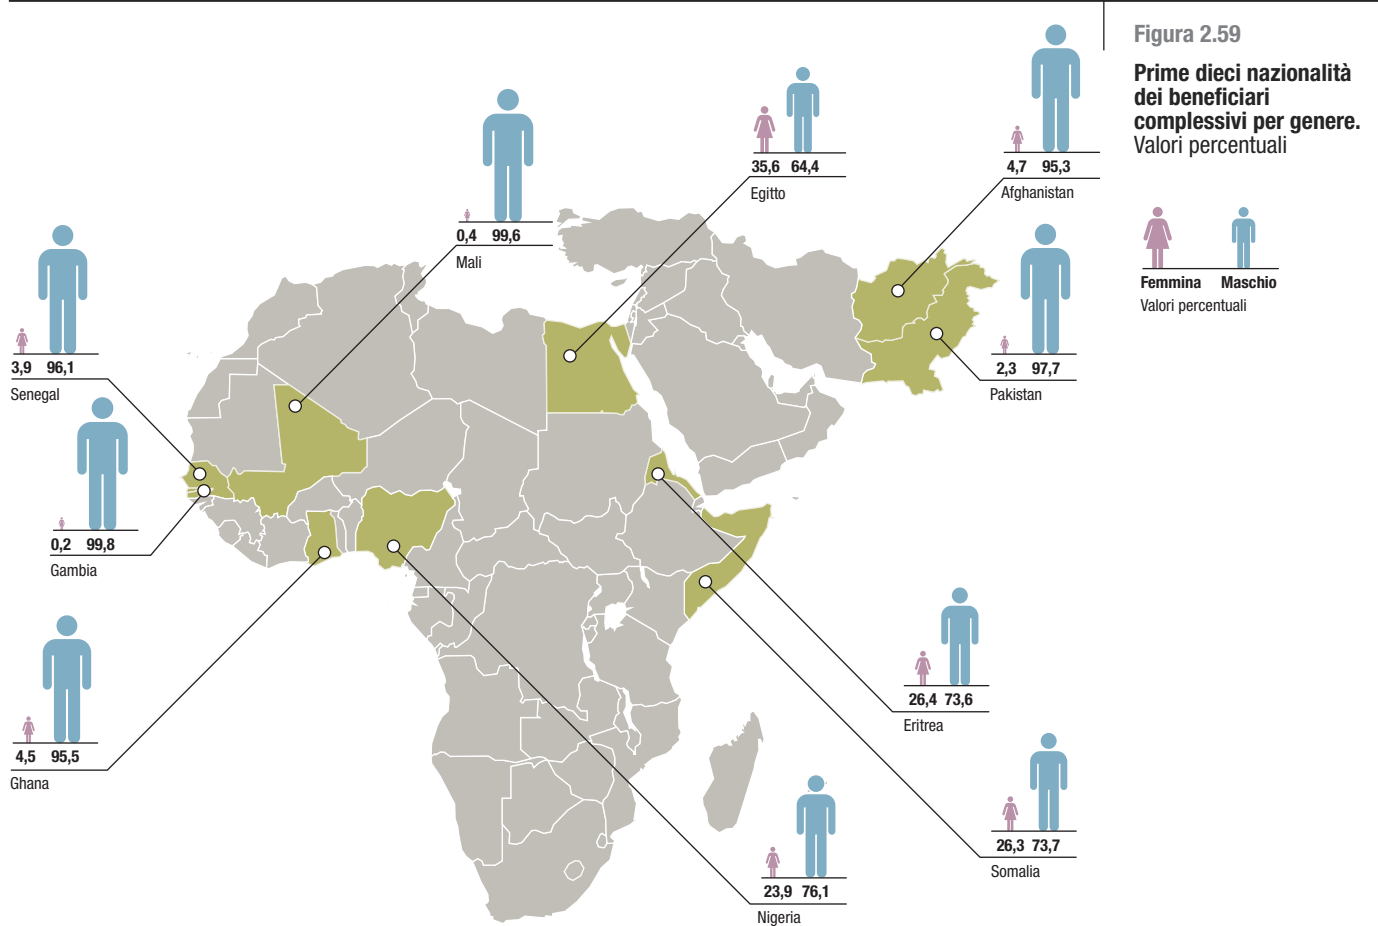 Figura 2.59
Prime dieci nazionalità
dei beneficiari
complessivi per genere.
Valori percentuali
Femmina Maschio
Valori percentuali
4,7 95,3
Afghanistan
35,6 64,4
Egitto
0,4 99,6
Mali
2,3 97,7
Pakistan
3,9 96,1
Senegal
0,2 99,8
Gambia
26,4 73,6
Eritrea
4,5 95,5
Ghana
26,3 73,7
Somalia
23,9 76,1
Nigeria